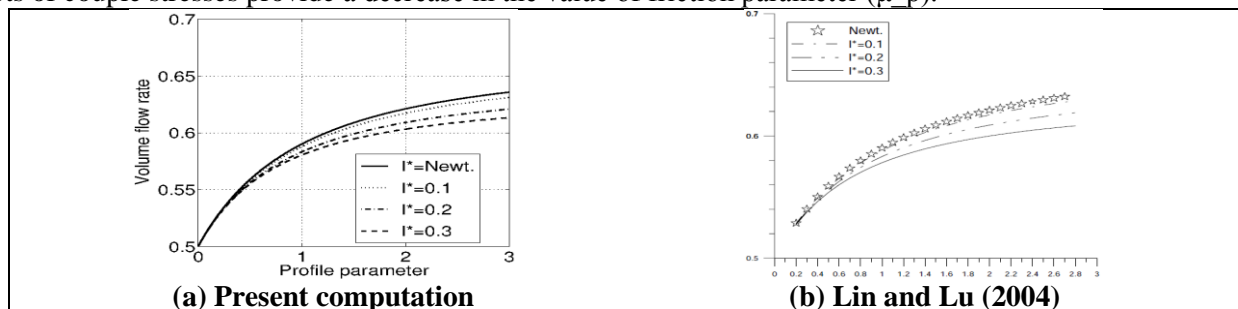 ts of couple stresses provide a decrease in the value of friction parameter (μ_p).
0.7
0.65
0.6
0.55
0.5
Volume flow rate
0 1 2 3
Profile parameter
l*=Newt.
l*=0.1
l*=0.2
l*=0.3
(a) Present computation
0.7
0.6
0.5
Newt.
l*=0.1
l*=0.2
l*=0.3
0 0.2 0.4 0.6 0.8 1 1.2 1.4 1.6 1.8 2 2.2 2.4 2.6 2.8 3
(b) Lin and Lu (2004)